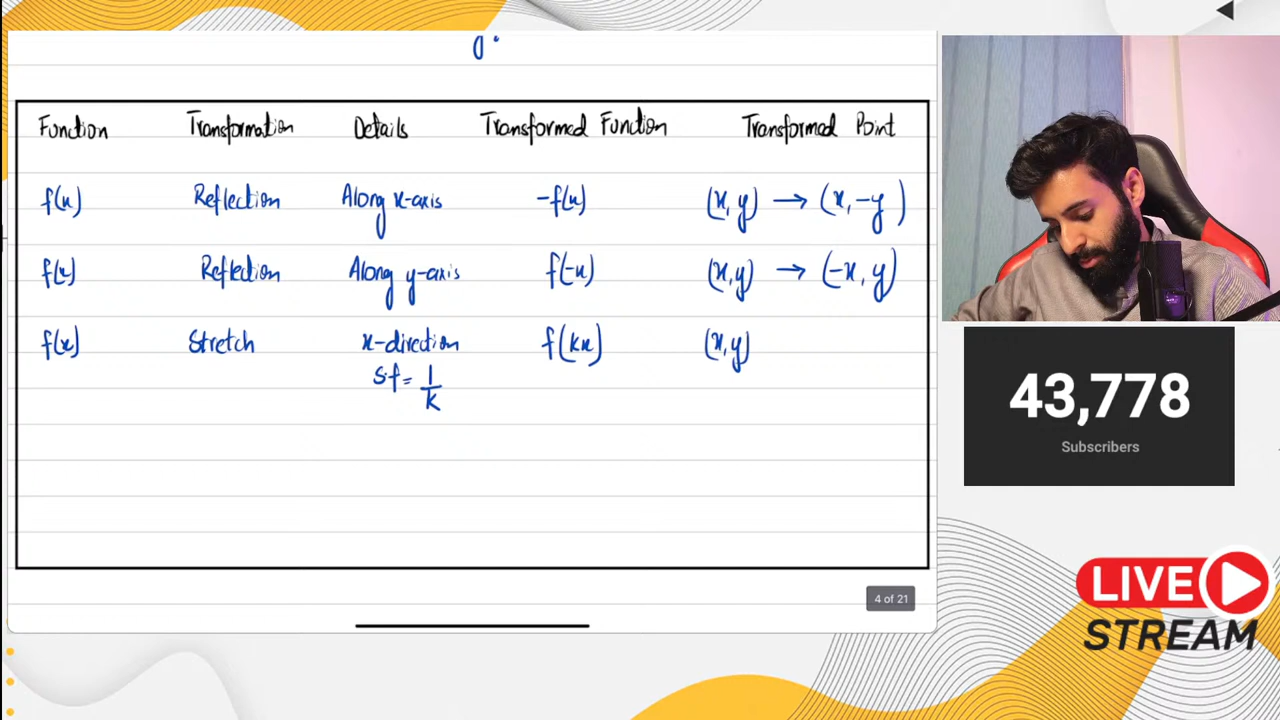 Function Transformation Details Transformed Function Transformed Point
f(x) Reflection Along x-axis -f(x) (x, y) → (x, -y)
f(x) Reflection Along y-axis f(-x) (x, y) → (-x, y)
f(x) Stretch x-direction f(kx) (x, y)
sf = 1/k
4 of 21
43,778
Subscribers
LIVE
STREAM